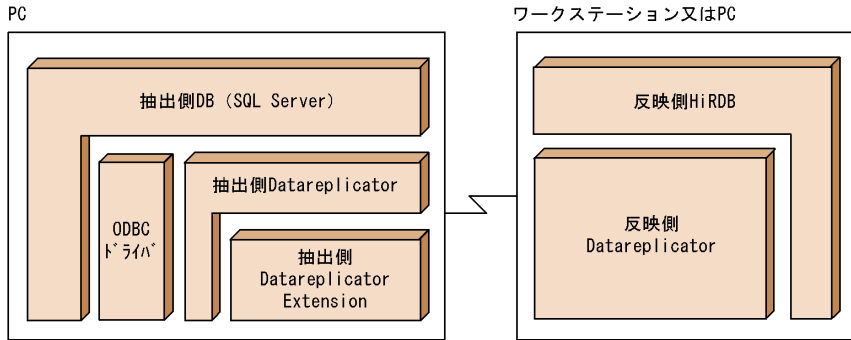 PC
ワークステーション又はPC
抽出側DB（SQL Server）
反映側HiRDB
抽出側Datareplicator
ODBC
ﾄﾞﾗｲﾊﾞ
抽出側
Datareplicator
Extension
反映側
Datareplicator